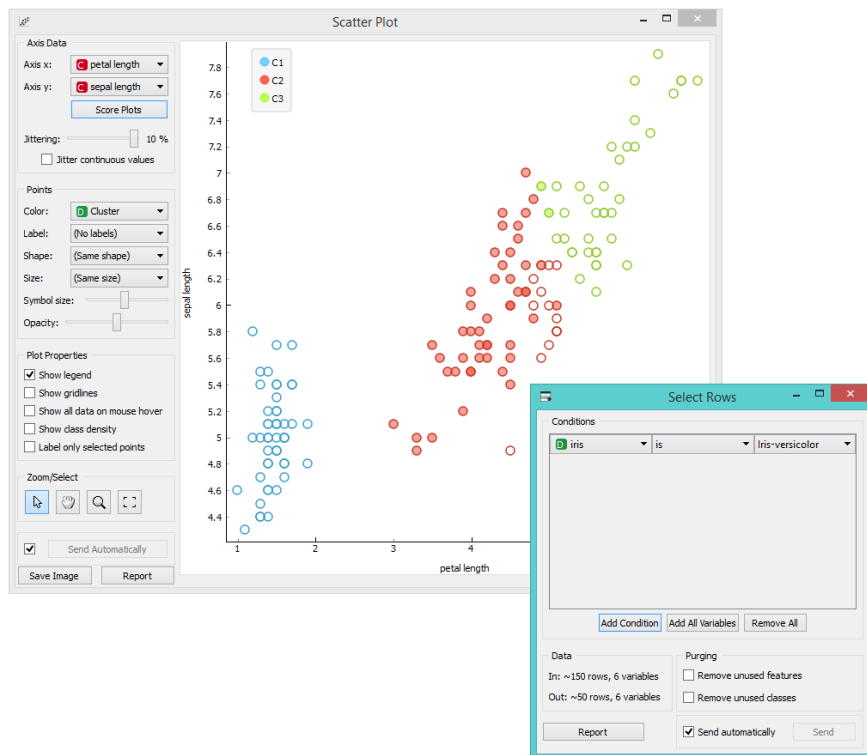 Scatter Plot
Axis Data
Axis x: C petal length
Axis y: C sepal length
Score Plots
Jittering: 10 %
Jitter continuous values
Points
Color: D Cluster
Label: (No labels)
Shape: (Same shape)
Size: (Same size)
Symbol size:
Opacity:
Plot Properties
Show legend
Show gridlines
Show all data on mouse hover
Show class density
Label only selected points
Zoom/Select
Send Automatically
Save Image Report
C1
C2
C3
sepal length
7.8
7.6
7.4
7.2
7
6.8
6.6
6.4
6.2
6
5.8
5.6
5.4
5.2
5
4.8
4.6
4.4
1 2 3 4
petal length
Select Rows
Conditions
D iris is Iris-versicolor
Add Condition Add All Variables Remove All
Data
In: ~150 rows, 6 variables
Out: ~50 rows, 6 variables
Purging
Remove unused features
Remove unused classes
Report
Send automatically Send